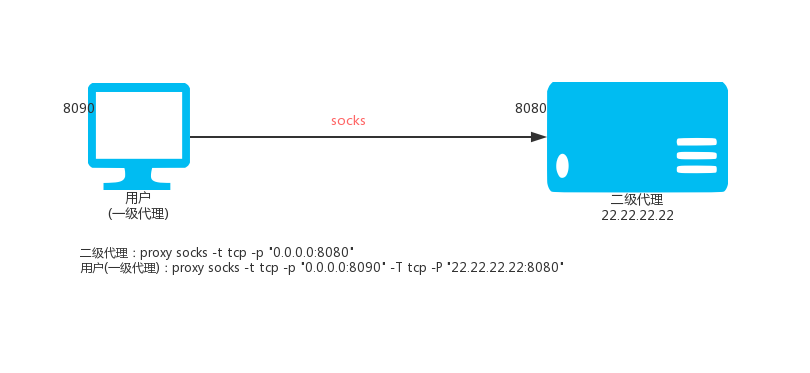 8090
socks
8080
用户
(一级代理)
二级代理
22.22.22.22
二级代理：proxy socks -t tcp -p "0.0.0.0:8080"
用户(一级代理)：proxy socks -t tcp -p "0.0.0.0:8090" -T tcp -P "22.22.22.22:8080"